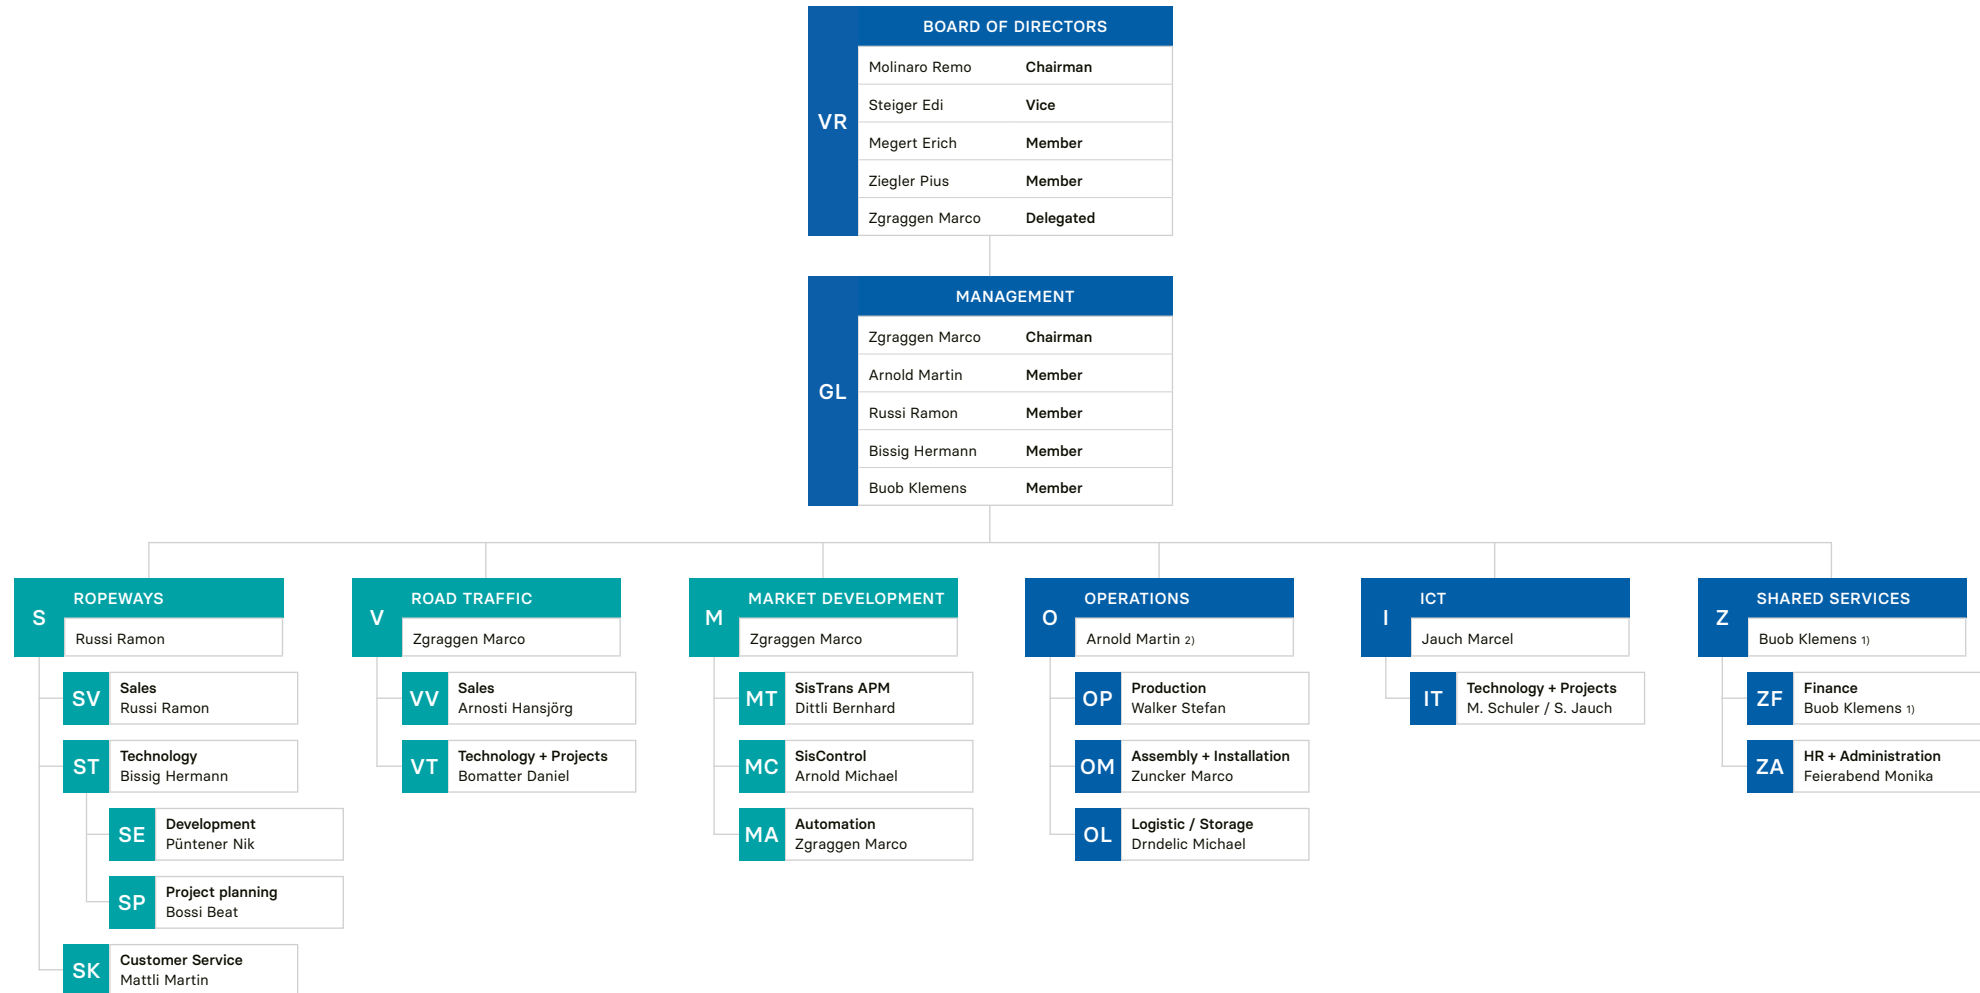 VR
BOARD OF DIRECTORS
Molinaro Remo Chairman
Steiger Edi Vice
Megert Erich Member
Ziegler Pius Member
Zgraggen Marco Delegated
GL
MANAGEMENT
Zgraggen Marco Chairman
Arnold Martin Member
Russi Ramon Member
Bissig Hermann Member
Buob Klemens Member
S
ROPEWAYS
Russi Ramon
SV
Sales
Russi Ramon
ST
Technology
Bissig Hermann
SE
Development
Püntener Nik
SP
Project planning
Bossi Beat
SK
Customer Service
Mattli Martin
V
ROAD TRAFFIC
Zgraggen Marco
VV
Sales
Arnosti Hansjörg
VT
Technology + Projects
Bomatter Daniel
M
MARKET DEVELOPMENT
Zgraggen Marco
MT
SisTrans APM
Dittli Bernhard
MC
SisControl
Arnold Michael
MA
Automation
Zgraggen Marco
O
OPERATIONS
Arnold Martin 2)
OP
Production
Walker Stefan
OM
Assembly + Installation
Zuncker Marco
OL
Logistic / Storage
Drndelic Michael
I
ICT
Jauch Marcel
IT
Technology + Projects
M. Schuler / S. Jauch
Z
SHARED SERVICES
Buob Klemens 1)
ZF
Finance
Buob Klemens 1)
ZA
HR + Administration
Feierabend Monika